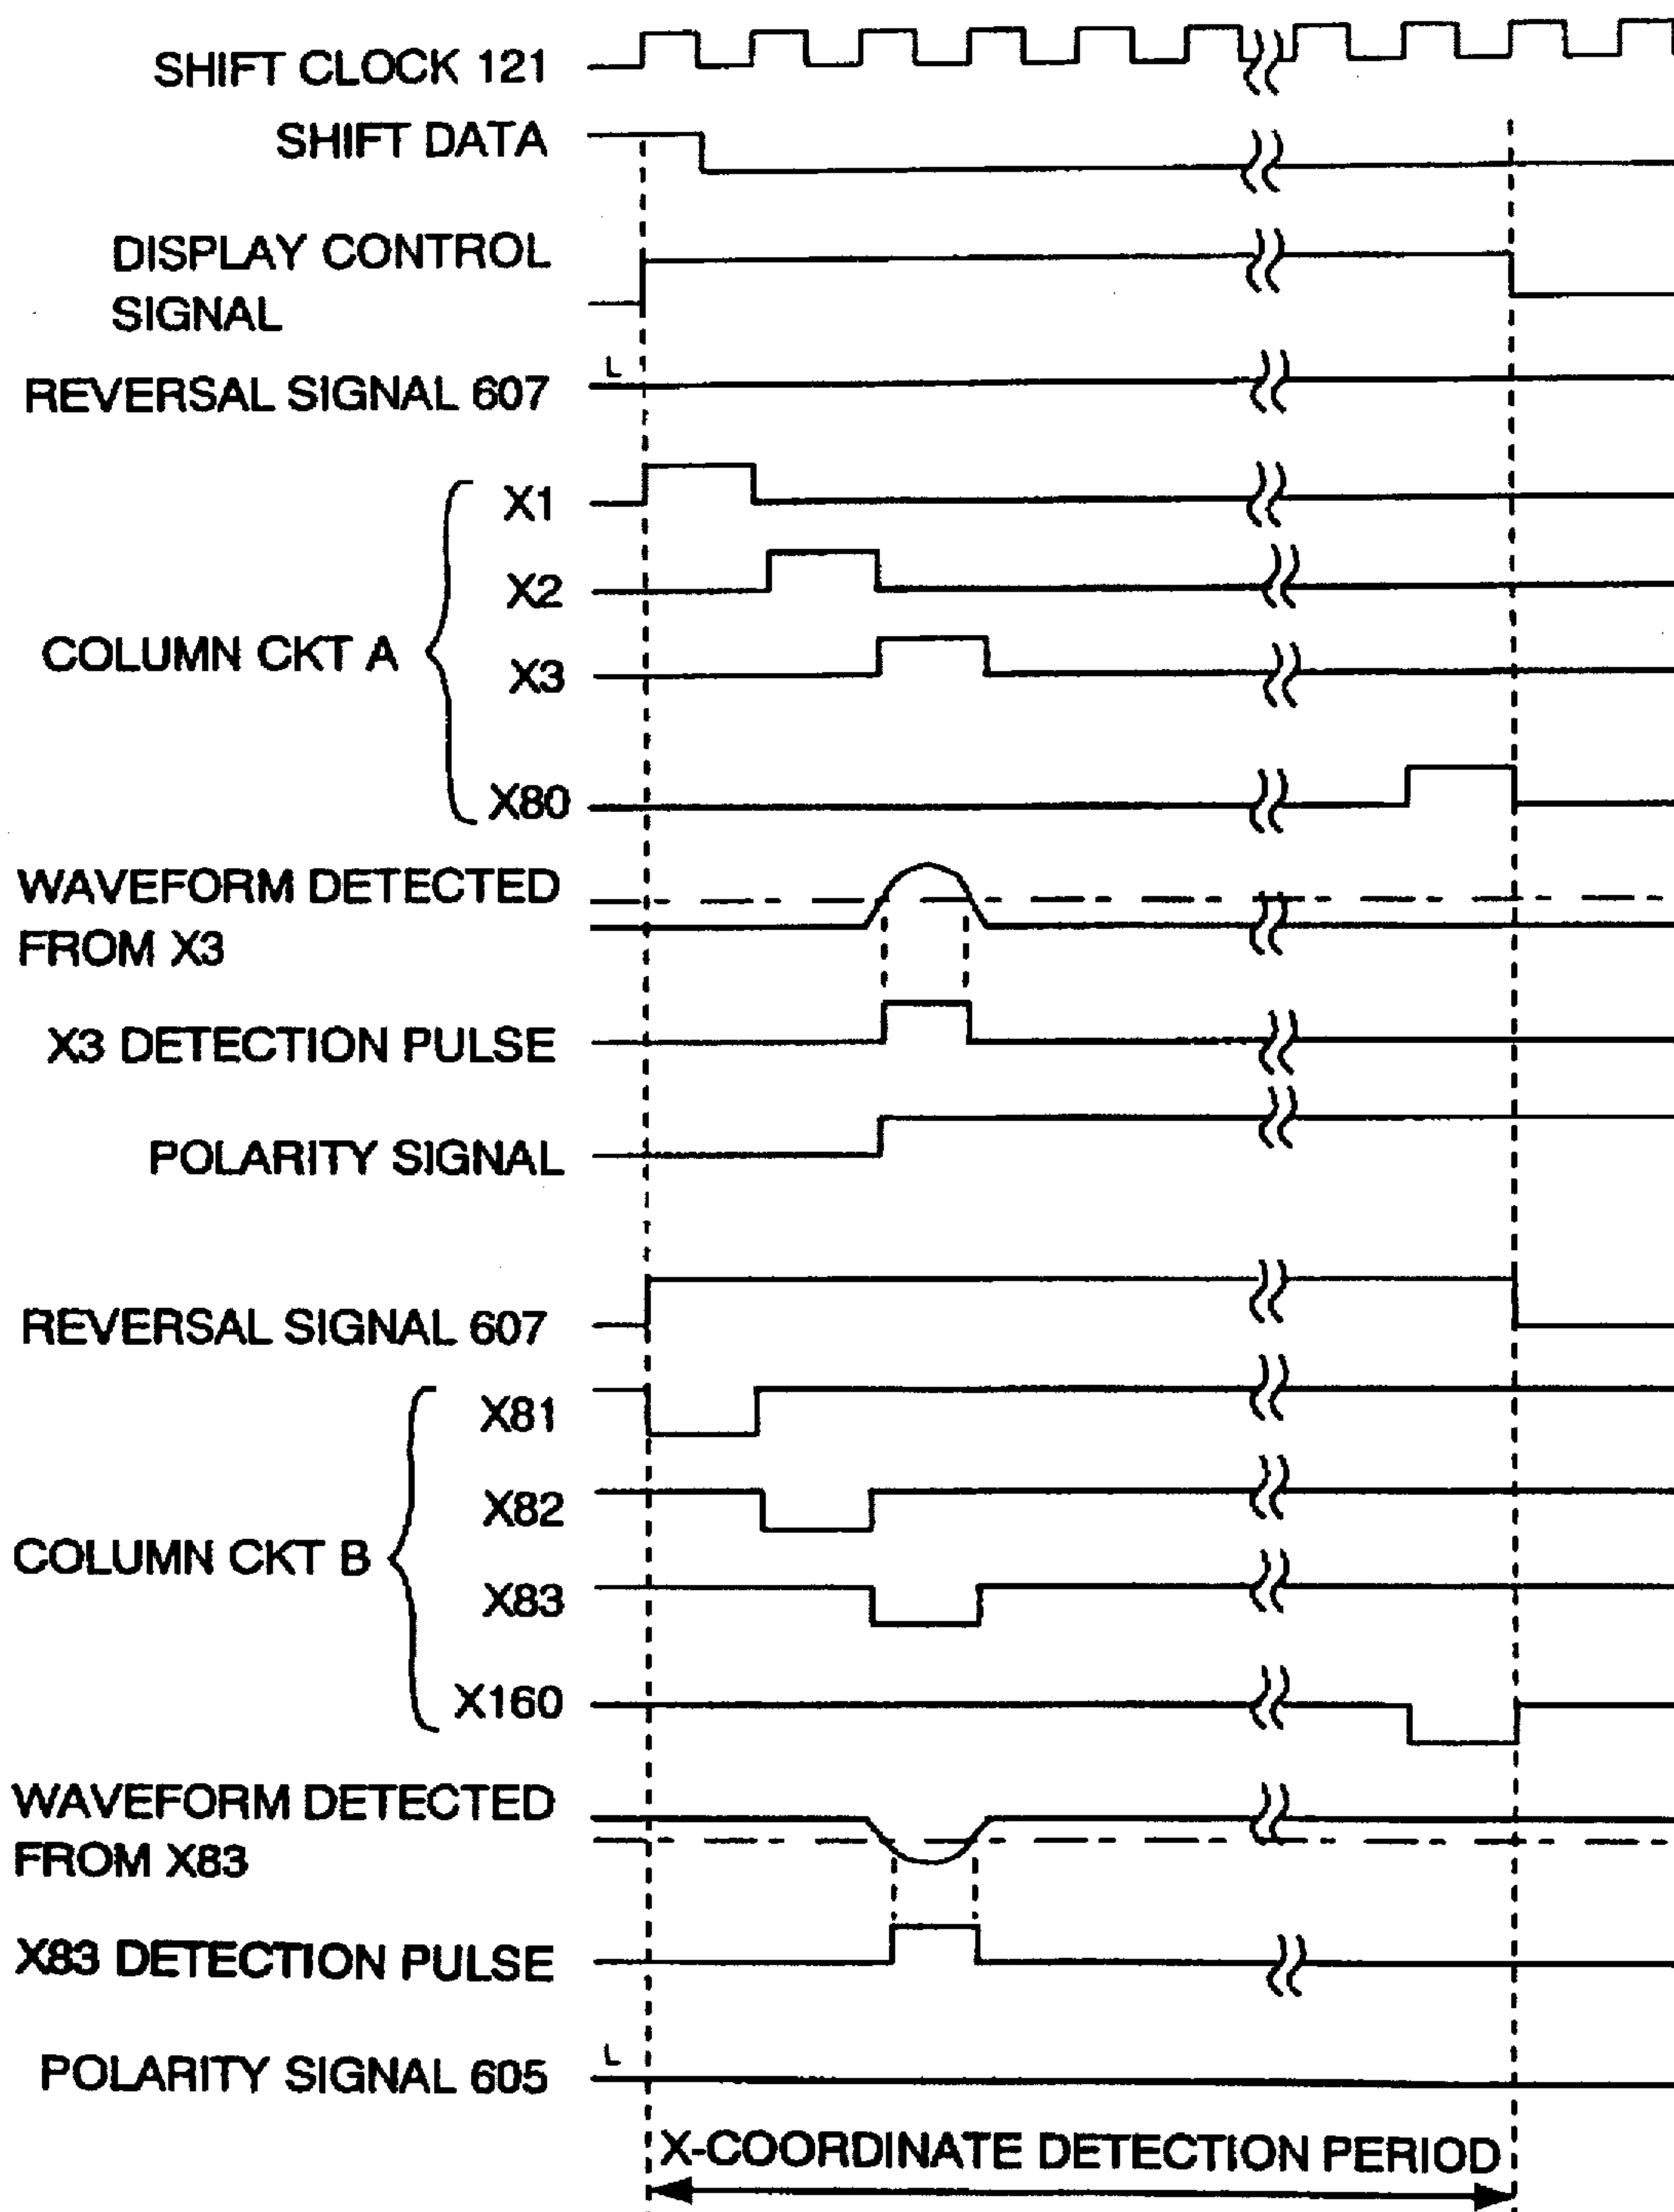 SHIFT CLOCK 121
SHIFT DATA
DISPLAY CONTROL
SIGNAL
L
REVERSAL SIGNAL 607
COLUMN CKT A
X1
X2
X3
X80
WAVEFORM DETECTED
FROM X3
X3 DETECTION PULSE
POLARITY SIGNAL
REVERSAL SIGNAL 607
COLUMN CKT B
X81
X82
X83
X160
WAVEFORM DETECTED
FROM X83
X83 DETECTION PULSE
L
POLARITY SIGNAL 605
X-COORDINATE DETECTION PERIOD